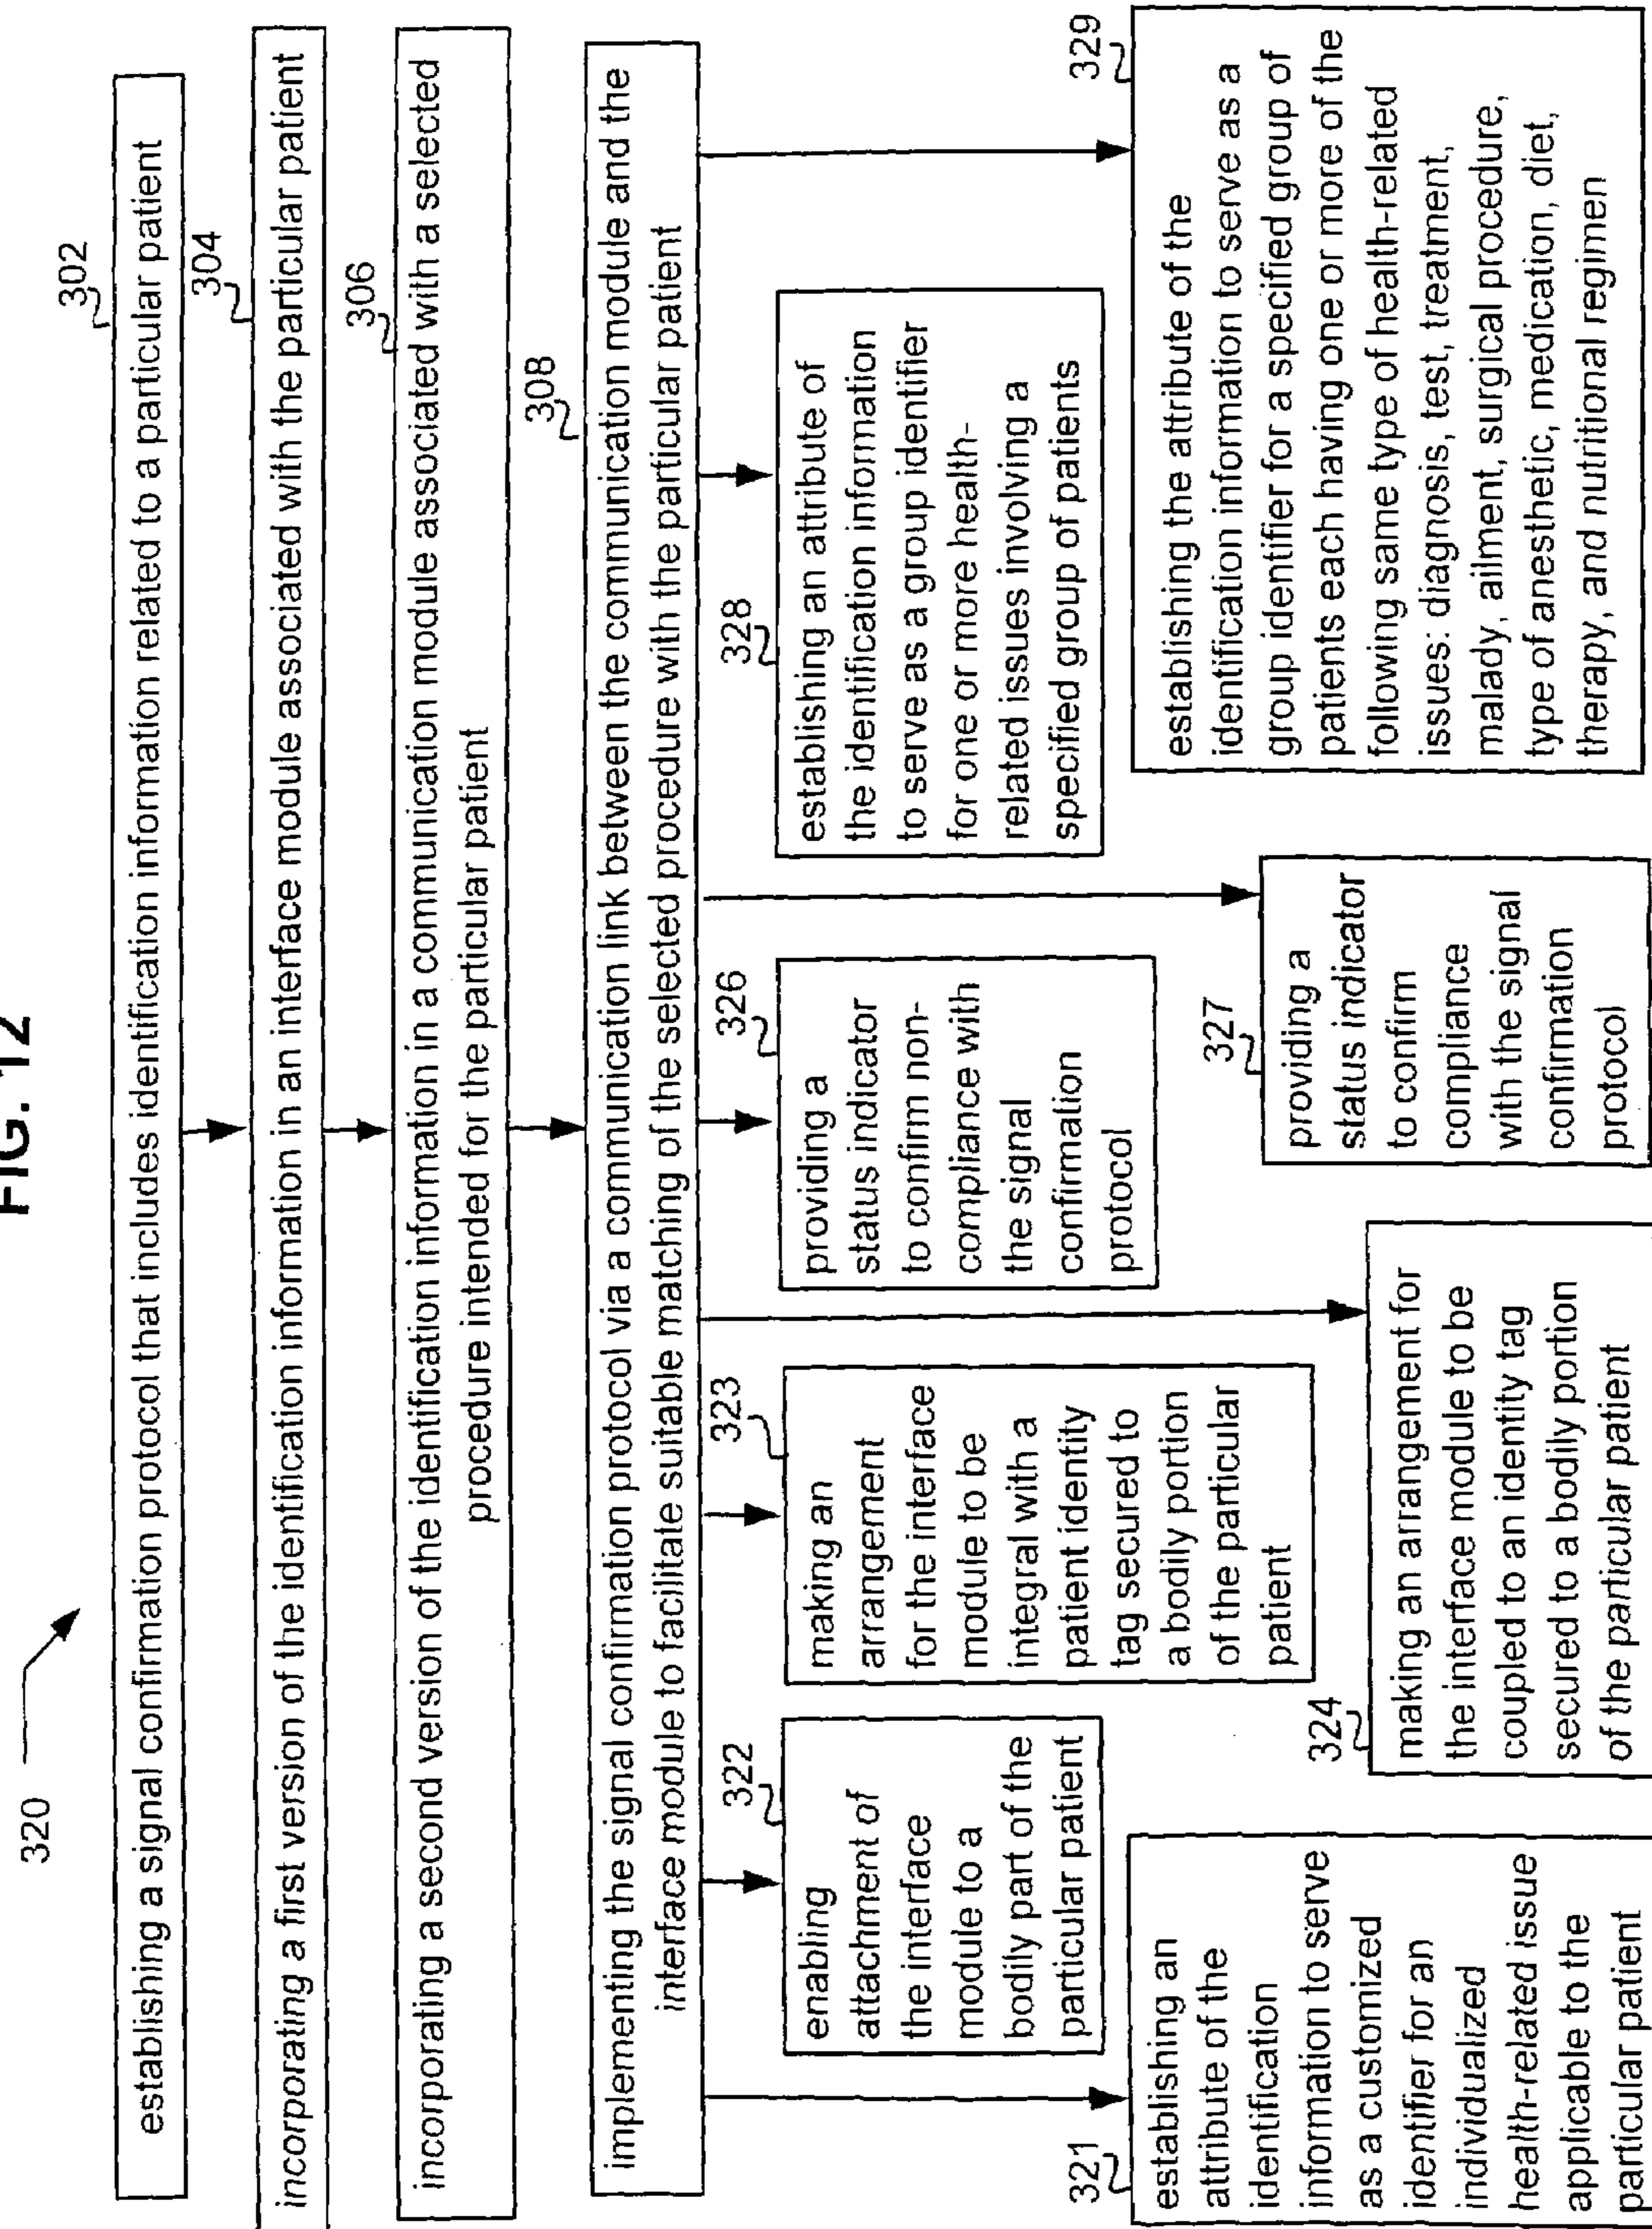 FIG. 12
320
302
establishing a signal confirmation protocol that includes identification information related to a particular patient
304
incorporating a first version of the identification information in an interface module associated with the particular patient
306
incorporating a second version of the identification information in a communication module associated with a selected
procedure intended for the particular patient
308
implementing the signal confirmation protocol via a communication link between the communication module and the
interface module to facilitate suitable matching of the selected procedure with the particular patient
321
establishing an
attribute of the
identification
information to serve
as a customized
identifier for an
individualized
health-related issue
applicable to the
particular patient
322
enabling
attachment of
the interface
module to a
bodily part of the
particular patient
323
making an
arrangement
for the interface
module to be
integral with a
patient identity
tag secured to
a bodily portion
of the particular
patient
324
making an arrangement for
the interface module to be
coupled to an identity tag
secured to a bodily portion
of the particular patient
326
providing a
status indicator
to confirm non-
compliance with
the signal
confirmation
protocol
327
providing a
status indicator
to confirm
compliance
with the signal
confirmation
protocol
328
establishing an attribute of
the identification information
to serve as a group identifier
for one or more health-
related issues involving a
specified group of patients
329
establishing the attribute of the
identification information to serve as a
group identifier for a specified group of
patients each having one or more of the
following same type of health-related
issues: diagnosis, test, treatment,
malady, ailment, surgical procedure,
type of anesthetic, medication, diet,
therapy, and nutritional regimen